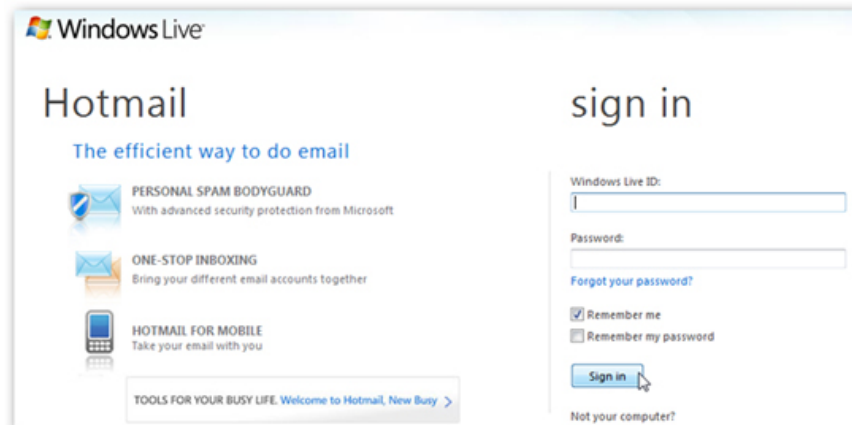 Windows Live
Hotmail
The efficient way to do email
PERSONAL SPAM BODYGUARD
With advanced security protection from Microsoft
ONE-STOP INBOXING
Bring your different email accounts together
HOTMAIL FOR MOBILE
Take your email with you
TOOLS FOR YOUR BUSY LIFE. Welcome to Hotmail, New Busy >
sign in
Windows Live ID:
Password:
Forgot your password?
Remember me
Remember my password
Sign in
Not your computer?